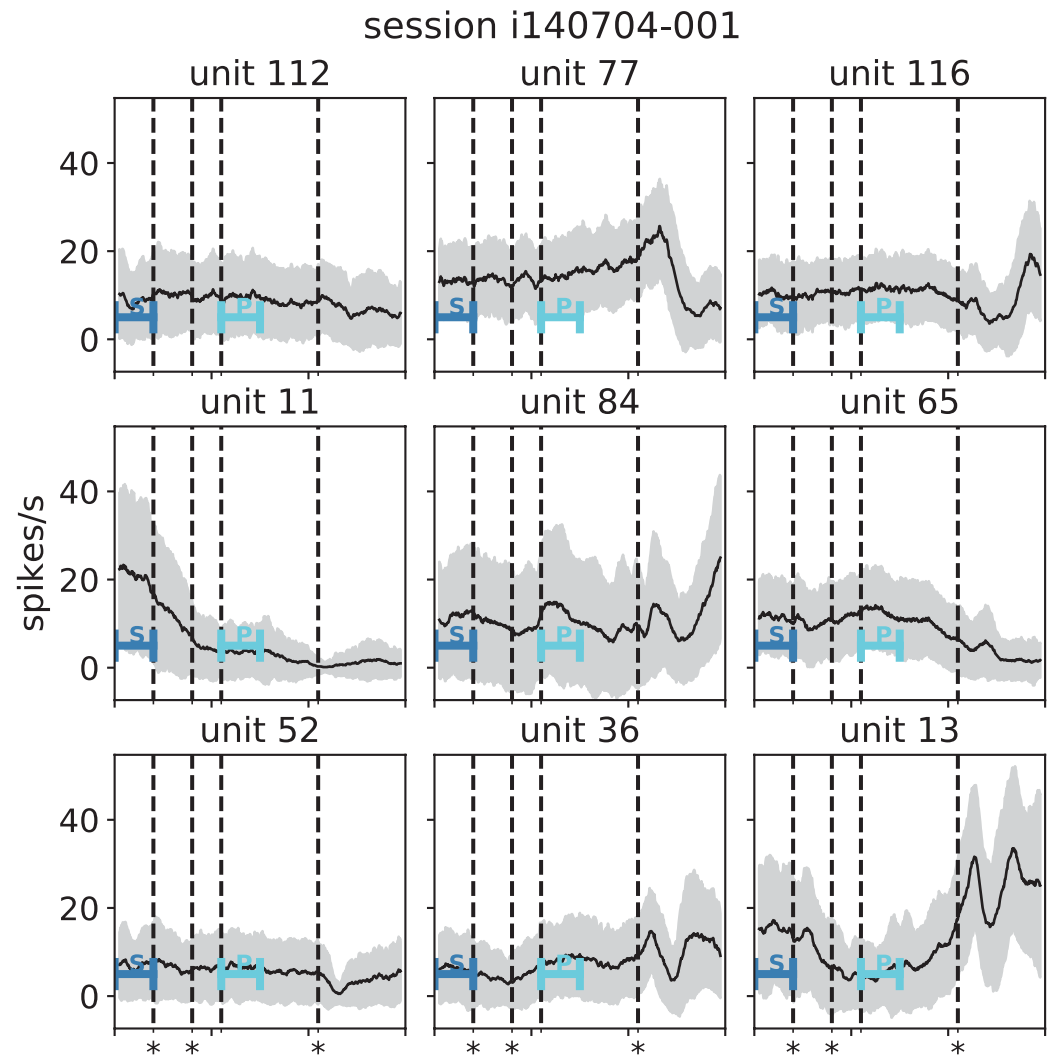 session i140704-001
unit 112 unit 77 unit 116
40
20
0
S P S P S P
unit 11 unit 84 unit 65
spikes/s
40
20
0
S P S P S P
unit 52 unit 36 unit 13
40
20
0
S P S P S P
* * * * * * * * *